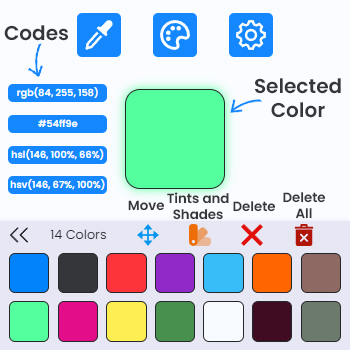 Codes
rgb(84, 255, 158)
#54ff9e
hsl(146, 100%, 66%)
hsv(146, 67%, 100%)
Selected
Color
Move
Tints and
Shades
Delete
Delete
All
14 Colors